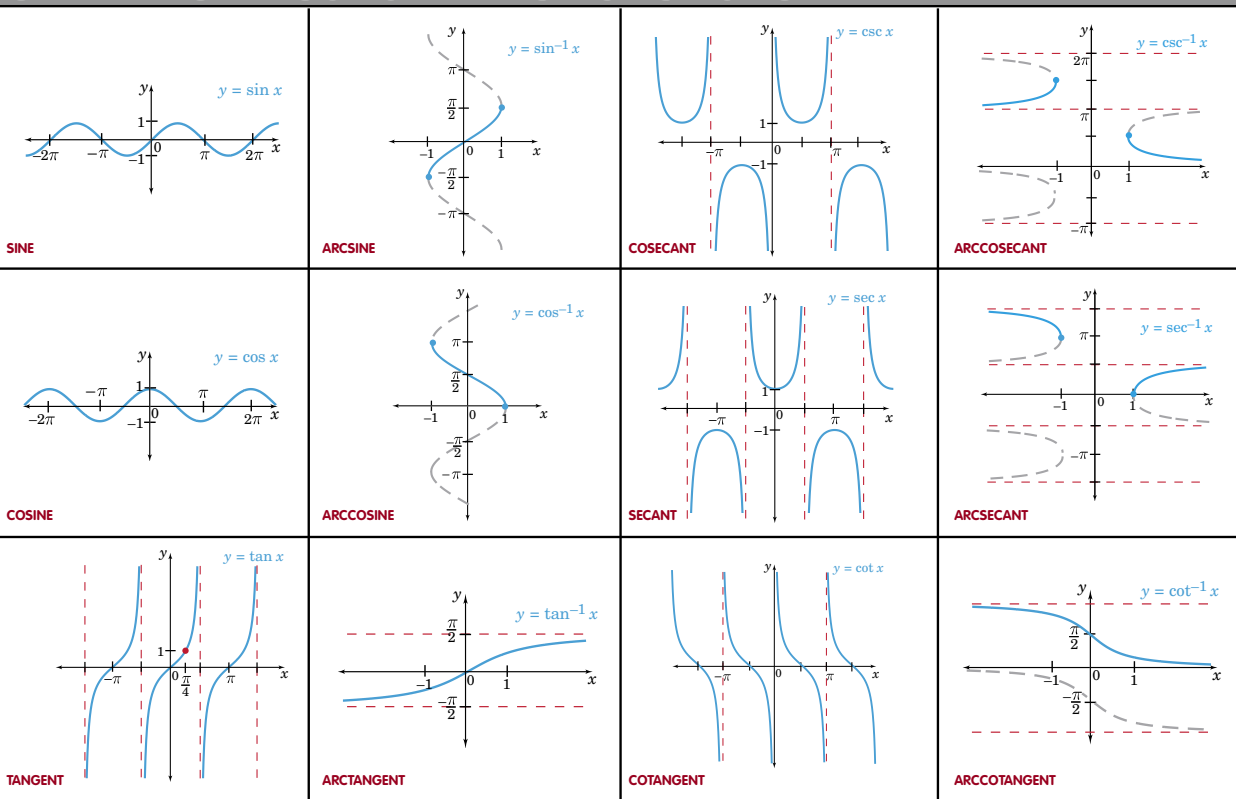 y
y = sin x
1
−2π
−π
0
π
2π
x
−1
SINE
y
y = sin⁻¹ x
π
π/2
−1
0
1
x
−π/2
−π
ARCSINE
y
y = csc x
1
−π
0
π
x
−1
COSECANT
y
y = csc⁻¹ x
2π
π
−1
0
1
x
−π
ARCCOSECANT
y
y = cos x
−π
1
π
−2π
0
2π
x
−1
COSINE
y
y = cos⁻¹ x
π
π/2
−1
0
1
x
−π/2
−π
ARCCOSINE
y
y = sec x
1
−π
0
π
x
−1
SECANT
y
y = sec⁻¹ x
π
−1
0
1
x
−π
ARCSECANT
y
y = tan x
1
−π
0
π/4
π
x
TANGENT
y
y = tan⁻¹ x
π/2
−1
0
1
x
−π/2
ARCTANGENT
y
y = cot x
−π
0
π
x
COTANGENT
y
y = cot⁻¹ x
π/2
−1
0
1
x
−π/2
ARCCOTANGENT